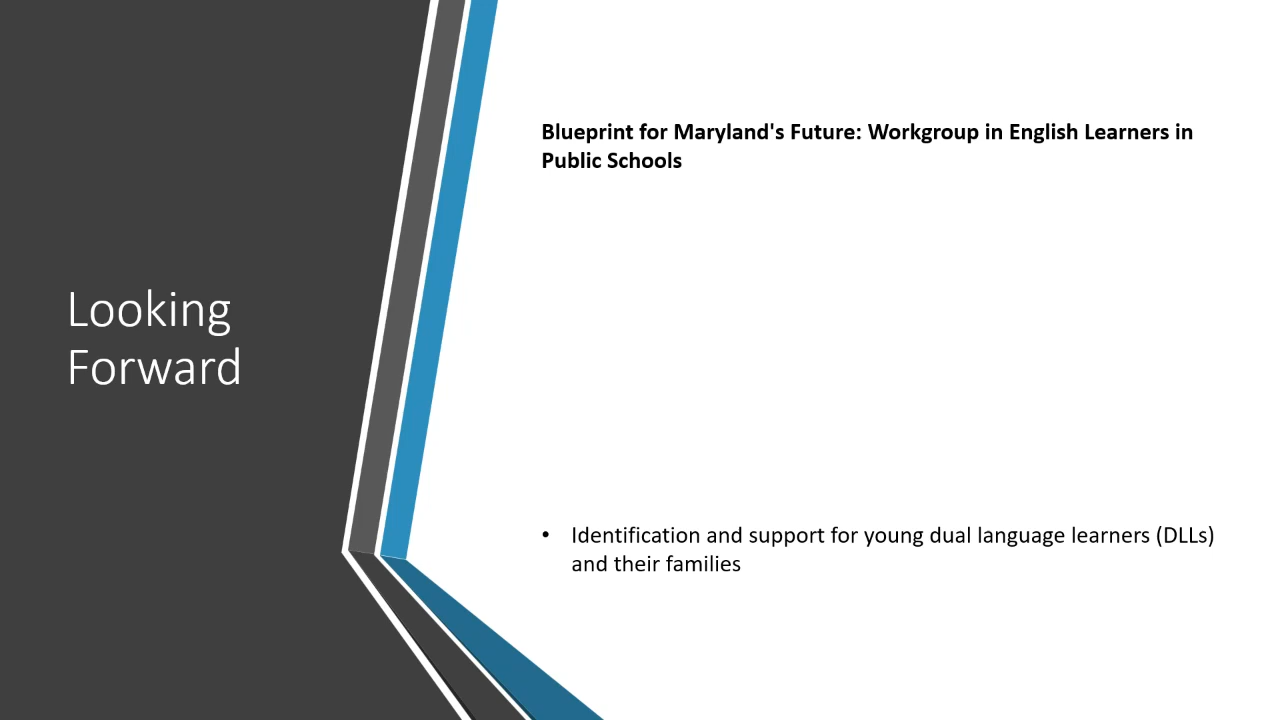 Looking
Forward
Blueprint for Maryland's Future: Workgroup in English Learners in
Public Schools
• Identification and support for young dual language learners (DLLs)
and their families